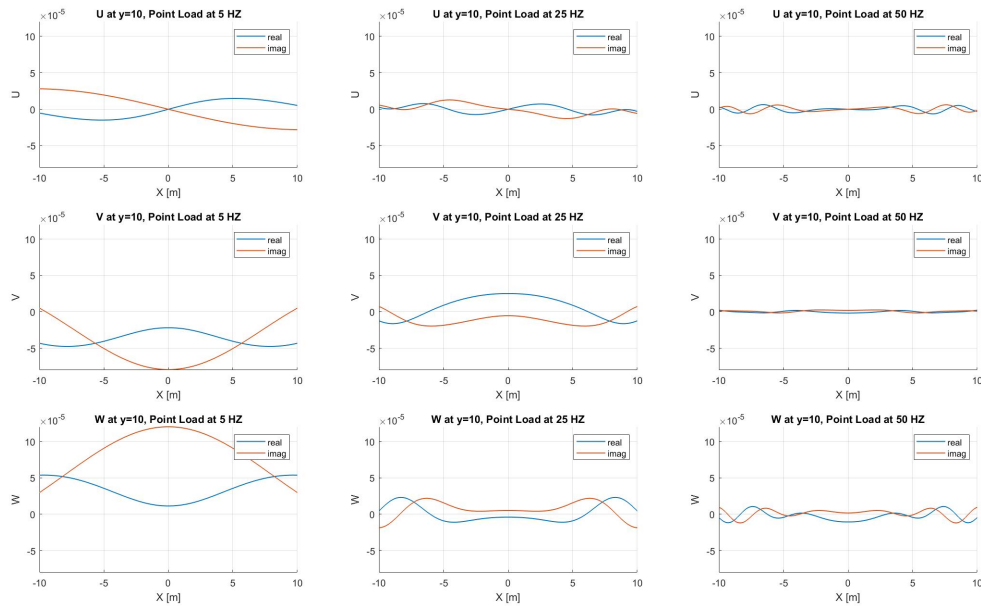 U at y=10, Point Load at 5 HZ
×10^-5
10
5
0
-5
U
real
imag
-10
-5
0
5
10
X [m]
U at y=10, Point Load at 25 HZ
×10^-5
10
5
0
-5
U
real
imag
-10
-5
0
5
10
X [m]
U at y=10, Point Load at 50 HZ
×10^-5
10
5
0
-5
U
real
imag
-10
-5
0
5
10
X [m]
V at y=10, Point Load at 5 HZ
×10^-5
10
5
0
-5
V
real
imag
-10
-5
0
5
10
X [m]
V at y=10, Point Load at 25 HZ
×10^-5
10
5
0
-5
V
real
imag
-10
-5
0
5
10
X [m]
V at y=10, Point Load at 50 HZ
×10^-5
10
5
0
-5
V
real
imag
-10
-5
0
5
10
X [m]
W at y=10, Point Load at 5 HZ
×10^-5
10
5
0
-5
W
real
imag
-10
-5
0
5
10
X [m]
W at y=10, Point Load at 25 HZ
×10^-5
10
5
0
-5
W
real
imag
-10
-5
0
5
10
X [m]
W at y=10, Point Load at 50 HZ
×10^-5
10
5
0
-5
W
real
imag
-10
-5
0
5
10
X [m]